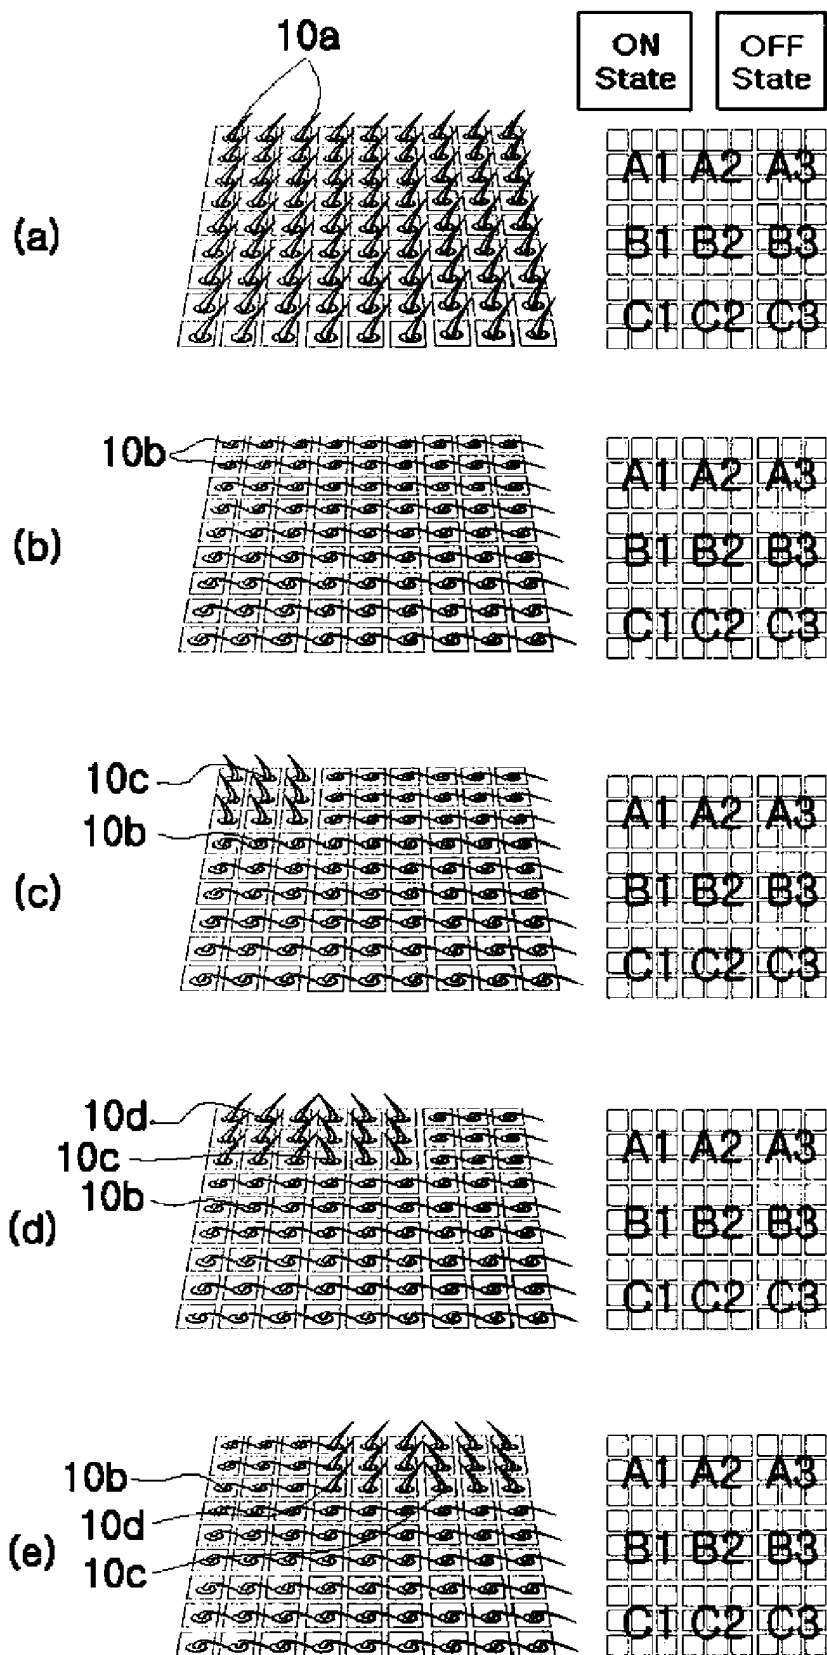 10a
ON State
OFF State
(a)
A1 A2 A3
B1 B2 B3
C1 C2 C3
10b
(b)
A1 A2 A3
B1 B2 B3
C1 C2 C3
10c
10b
(c)
A1 A2 A3
B1 B2 B3
C1 C2 C3
10d
10c
10b
(d)
A1 A2 A3
B1 B2 B3
C1 C2 C3
10b
10d
10c
(e)
A1 A2 A3
B1 B2 B3
C1 C2 C3